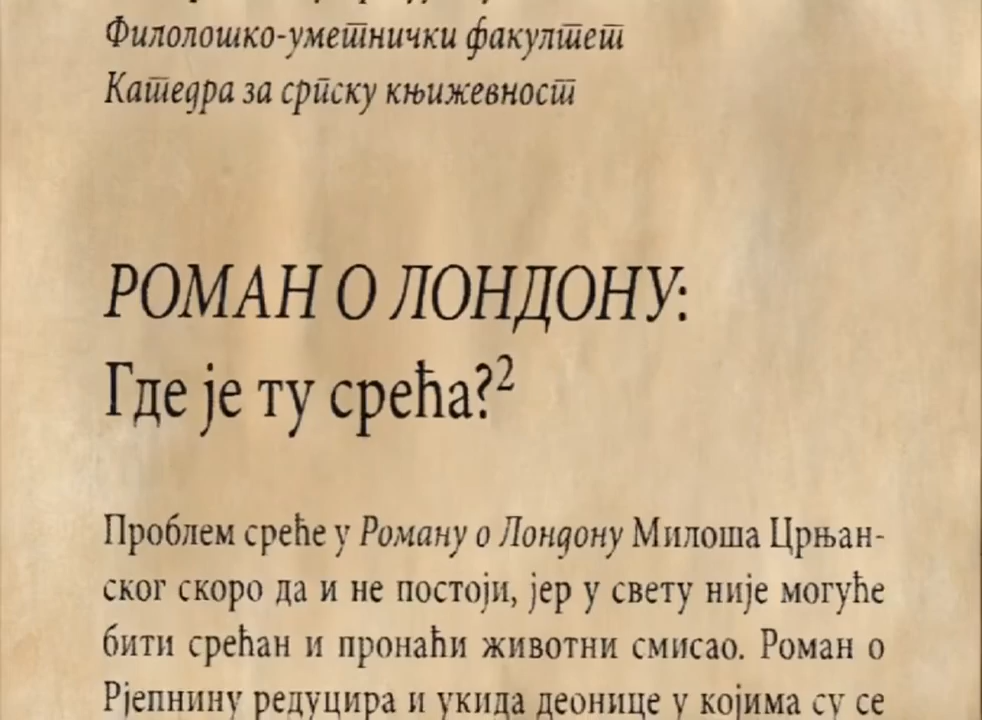 Филолошко-уметнички факултет
Катедра за српску књижевност
РОМАН О ЛОНДОНУ:
Где је ту срећа?²
Проблем среће у Роману о Лондону Милоша Црњан-
ског скоро да и не постоји, јер у свету није могуће
бити срећан и пронаћи животни смисао. Роман о
Рјепнину редуцира и укида деонице у којима су се